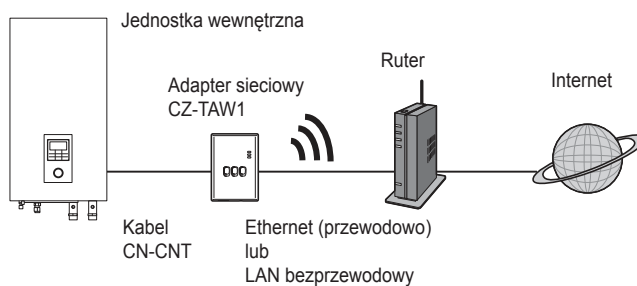 Jednostka wewnętrzna
Adapter sieciowy
CZ-TAW1
Ruter
Internet
Kabel
CN-CNT
Ethernet (przewodowo)
lub
LAN bezprzewodowy